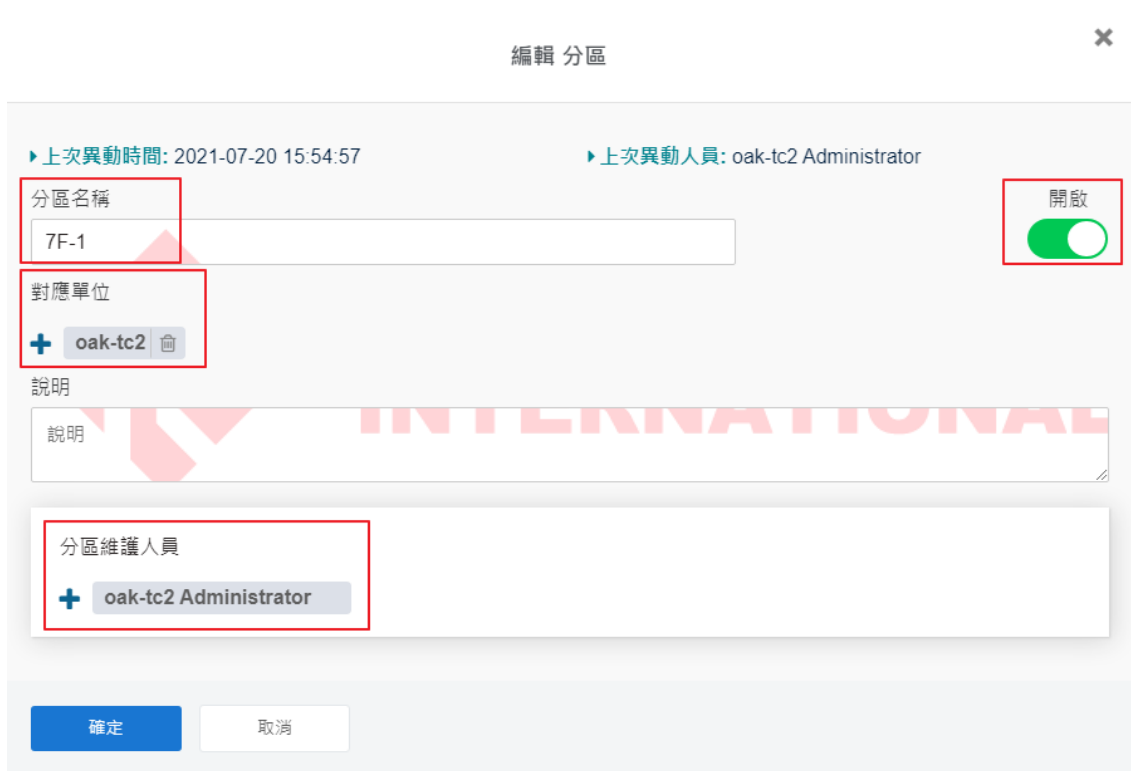 編輯 分區
上次異動時間: 2021-07-20 15:54:57
上次異動人員: oak-tc2 Administrator
分區名稱
開啟
7F-1
對應單位
oak-tc2
說明
INTERNATIONAL
說明
分區維護人員
oak-tc2 Administrator
確定
取消